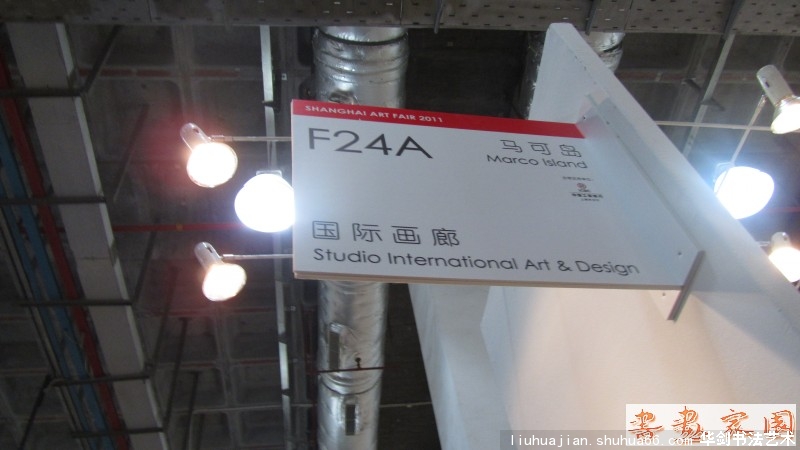 SHANGHAI ART FAIR 2011
F24A
马可岛
Marco Island
国际画廊
Studio International Art & Design
书画家园
liuhuajian.shuhua66.com 华剑书法艺术